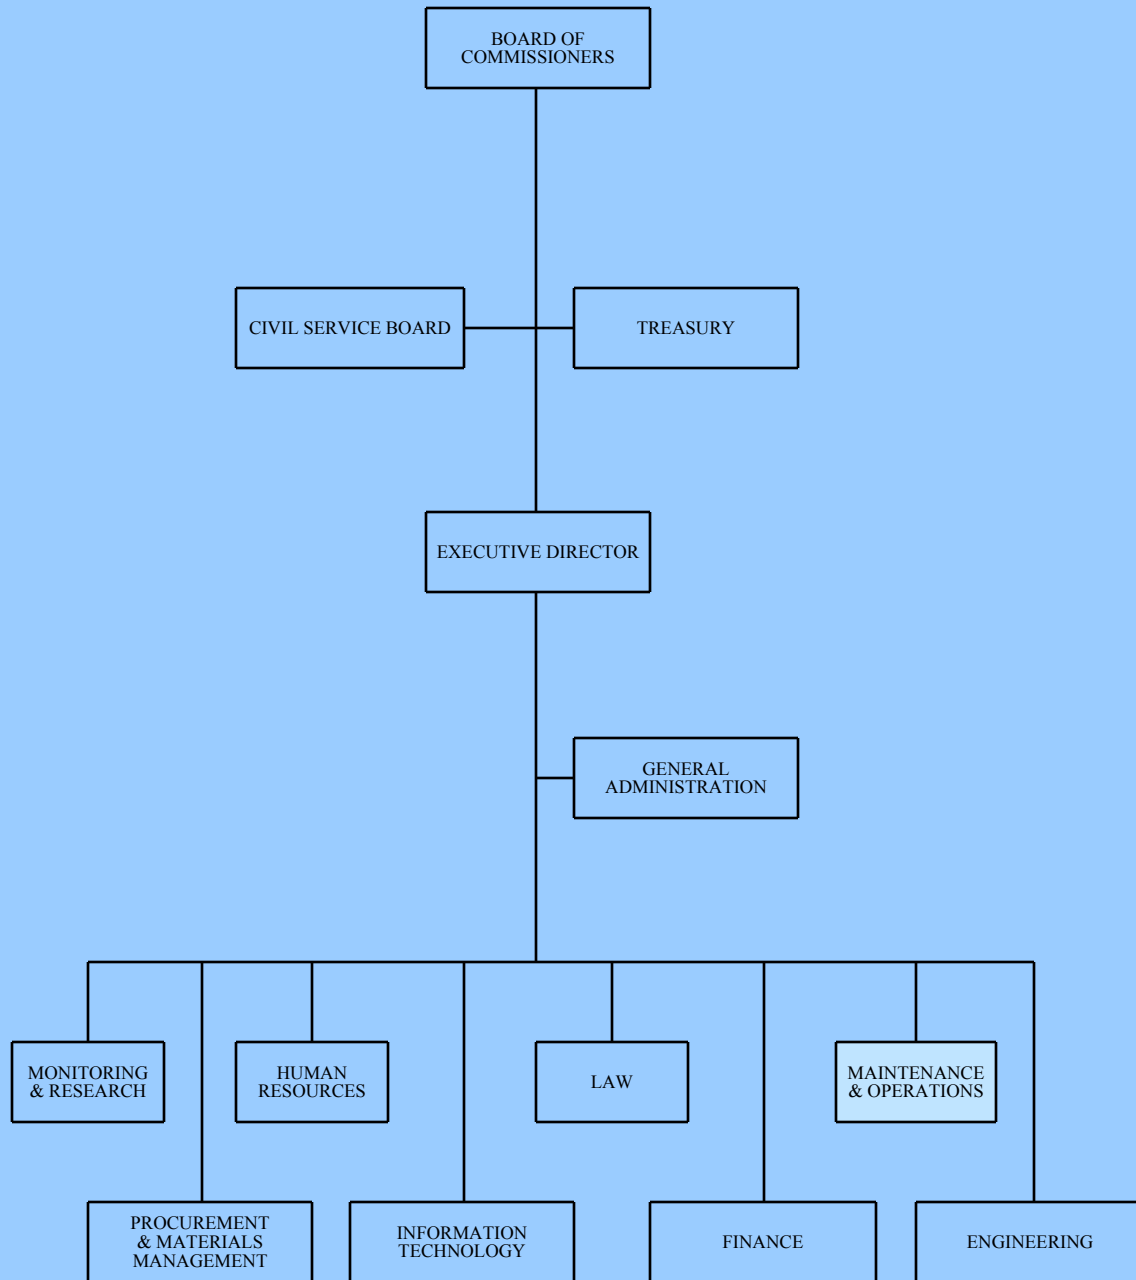 BOARD OF
COMMISSIONERS
CIVIL SERVICE BOARD
TREASURY
EXECUTIVE DIRECTOR
GENERAL
ADMINISTRATION
MONITORING
& RESEARCH
HUMAN
RESOURCES
LAW
MAINTENANCE
& OPERATIONS
PROCUREMENT
& MATERIALS
MANAGEMENT
INFORMATION
TECHNOLOGY
FINANCE
ENGINEERING